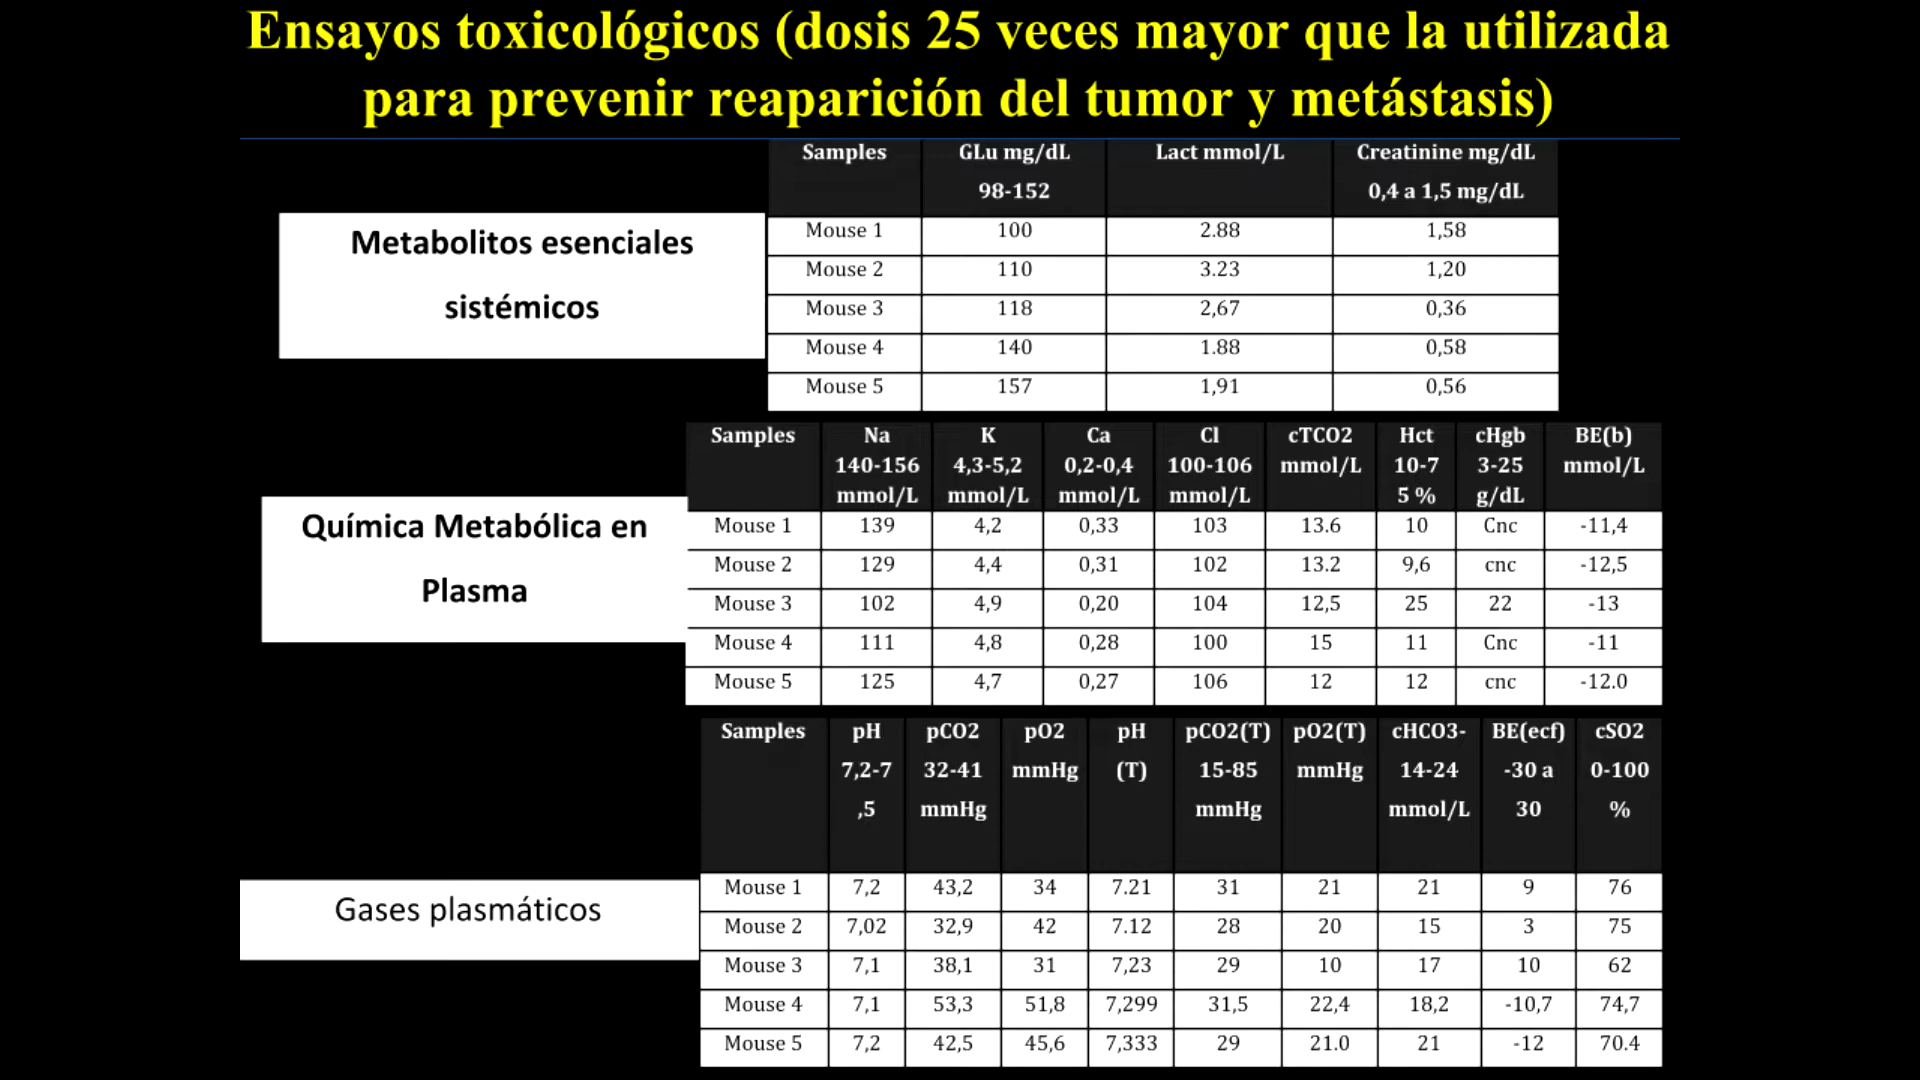 Ensayos toxicológicos (dosis 25 veces mayor que la utilizada
para prevenir reaparición del tumor y metástasis)
Metabolitos esenciales
sistémicos
Samples GLu mg/dL Lact mmol/L Creatinine mg/dL
98-152 0,4 a 1,5 mg/dL
Mouse 1 100 2.88 1,58
Mouse 2 110 3.23 1,20
Mouse 3 118 2,67 0,36
Mouse 4 140 1.88 0,58
Mouse 5 157 1,91 0,56
Química Metabólica en
Plasma
Samples Na K Ca Cl cTCO2 Hct cHgb BE(b)
140-156 4,3-5,2 0,2-0,4 100-106 mmol/L 10-7 3-25 mmol/L
mmol/L mmol/L mmol/L mmol/L 5 % g/dL
Mouse 1 139 4,2 0,33 103 13.6 10 Cnc -11,4
Mouse 2 129 4,4 0,31 102 13.2 9,6 cnc -12,5
Mouse 3 102 4,9 0,20 104 12,5 25 22 -13
Mouse 4 111 4,8 0,28 100 15 11 Cnc -11
Mouse 5 125 4,7 0,27 106 12 12 cnc -12.0
Gases plasmáticos
Samples pH pCO2 pO2 pH pCO2(T) pO2(T) cHCO3- BE(ecf) cSO2
7,2-7 32-41 mmHg (T) 15-85 mmHg 14-24 -30 a 0-100
,5 mmHg mmHg mmol/L 30 %
Mouse 1 7,2 43,2 34 7.21 31 21 21 9 76
Mouse 2 7,02 32,9 42 7.12 28 20 15 3 75
Mouse 3 7,1 38,1 31 7,23 29 10 17 10 62
Mouse 4 7,1 53,3 51,8 7,299 31,5 22,4 18,2 -10,7 74,7
Mouse 5 7,2 42,5 45,6 7,333 29 21.0 21 -12 70.4